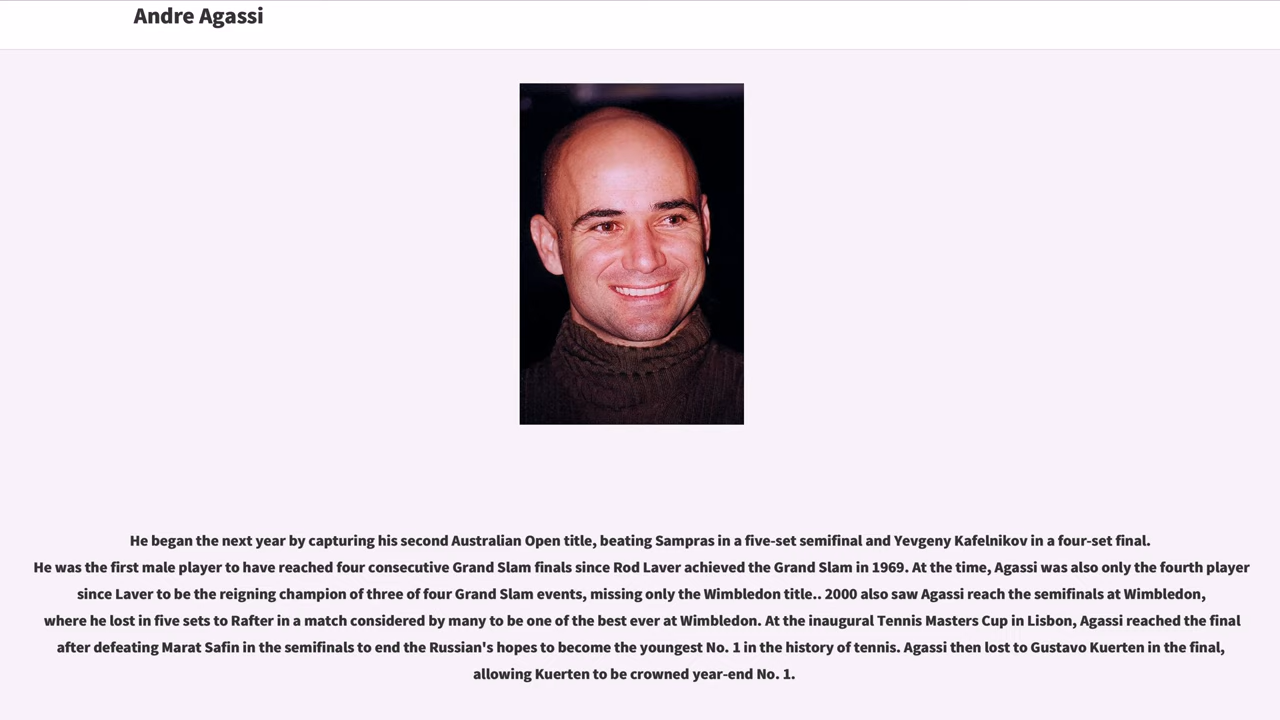 Andre Agassi
He began the next year by capturing his second Australian Open title, beating Sampras in a five-set semifinal and Yevgeny Kafelnikov in a four-set final.
He was the first male player to have reached four consecutive Grand Slam finals since Rod Laver achieved the Grand Slam in 1969. At the time, Agassi was also only the fourth player
since Laver to be the reigning champion of three of four Grand Slam events, missing only the Wimbledon title.. 2000 also saw Agassi reach the semifinals at Wimbledon,
where he lost in five sets to Rafter in a match considered by many to be one of the best ever at Wimbledon. At the inaugural Tennis Masters Cup in Lisbon, Agassi reached the final
after defeating Marat Safin in the semifinals to end the Russian's hopes to become the youngest No. 1 in the history of tennis. Agassi then lost to Gustavo Kuerten in the final,
allowing Kuerten to be crowned year-end No. 1.